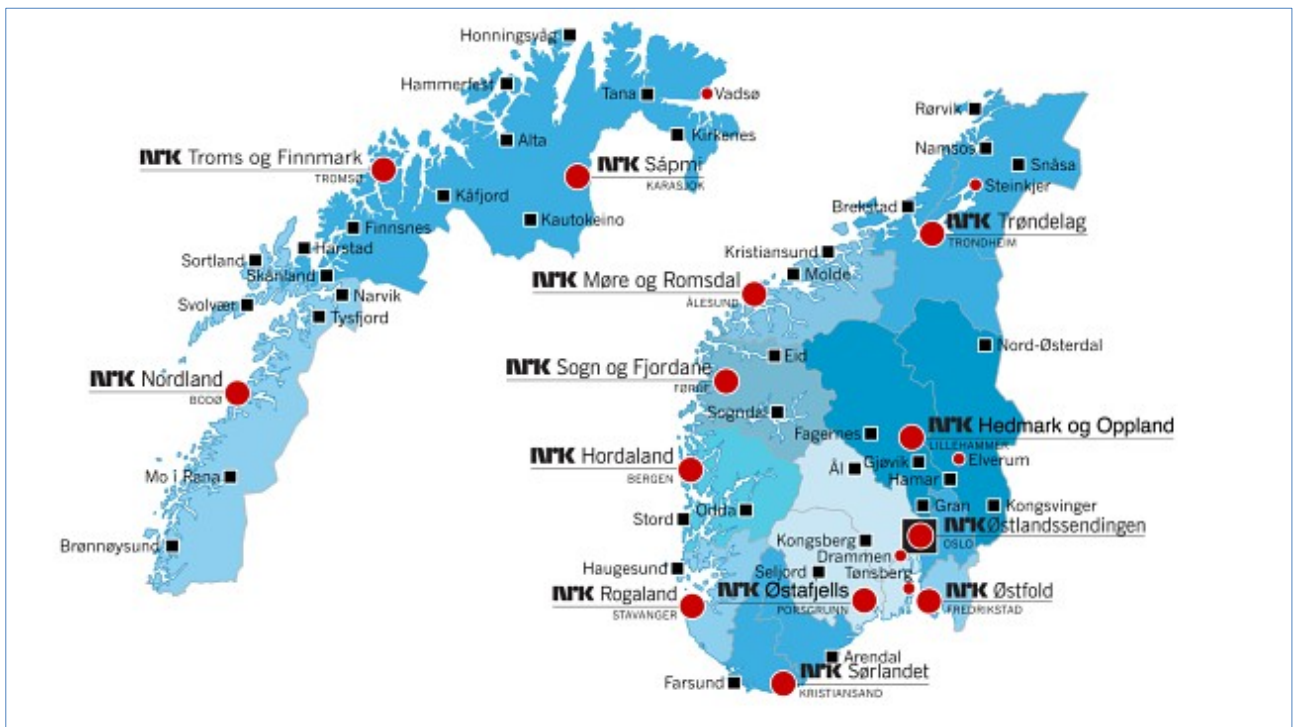 Honningsvåg
Hammerfest
Tana
Vadsø
Alta
Kirkenes
NRK Troms og Finnmark
TROMSØ
NRK Sápmi
KARASJOK
Kåfjord
Kautokeino
Finnsnes
Harstad
Sortland
Skånland
Narvik
Svolvær
Tysfjord
NRK Nordland
BODØ
Mo i Rana
Brønnøysund
Rørvik
Namsos
Snåsa
Steinkjer
Brekstad
NRK Trøndelag
TRONDHEIM
Kristiansund
Molde
NRK Møre og Romsdal
ÅLESUND
Nord-Østerdal
Eid
NRK Sogn og Fjordane
FØRDE
Sogndal
Fagernes
NRK Hedmark og Oppland
LILLEHAMMER
NRK Hordaland
BERGEN
Ål
Gjøvik
Elverum
Hamar
Stord
Odda
Gran
Kongsvinger
NRK Østlandssendingen
OSLO
Kongsberg
Drammen
Haugesund
Seljord
Tønsberg
NRK Rogaland
STAVANGER
NRK Østafjells
PORSGRUNN
NRK Østfold
FREDRIKSTAD
Arendal
NRK Sørlandet
KRISTIANSAND
Farsund